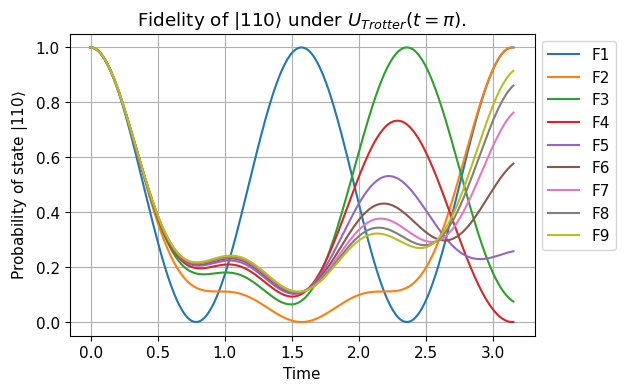 Fidelity of |110⟩ under U_Trotter(t = π).
Probability of state |110⟩
1.0
0.8
0.6
0.4
0.2
0.0
0.0 0.5 1.0 1.5 2.0 2.5 3.0
Time
F1
F2
F3
F4
F5
F6
F7
F8
F9